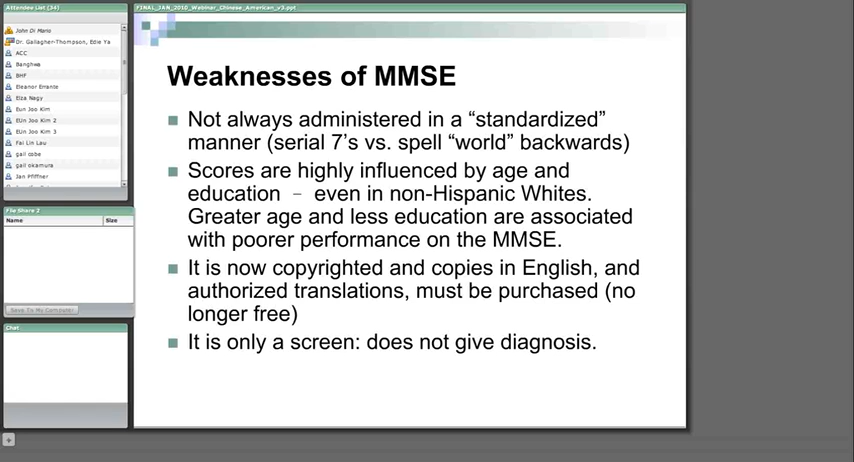 Attendee List (34)
John Di Mario
Dr. Gallagher-Thompson, Edie Ya
ACC
Banghwa
BHF
Eleanor Errante
Elza Nagy
Eun Joo Kim
EUn Joo Kim 2
EUn Joo Kim 3
Fai Lin Lau
gail cobe
gail okamura
Jan Pfiffner
File Share 2
Name Size
Save To My Computer
Chat
FINAL_JAN_2010_Webinar_Chinese_American_v3.ppt
Weaknesses of MMSE
Not always administered in a “standardized”
manner (serial 7’s vs. spell “world” backwards)
Scores are highly influenced by age and
education – even in non-Hispanic Whites.
Greater age and less education are associated
with poorer performance on the MMSE.
It is now copyrighted and copies in English, and
authorized translations, must be purchased (no
longer free)
It is only a screen: does not give diagnosis.